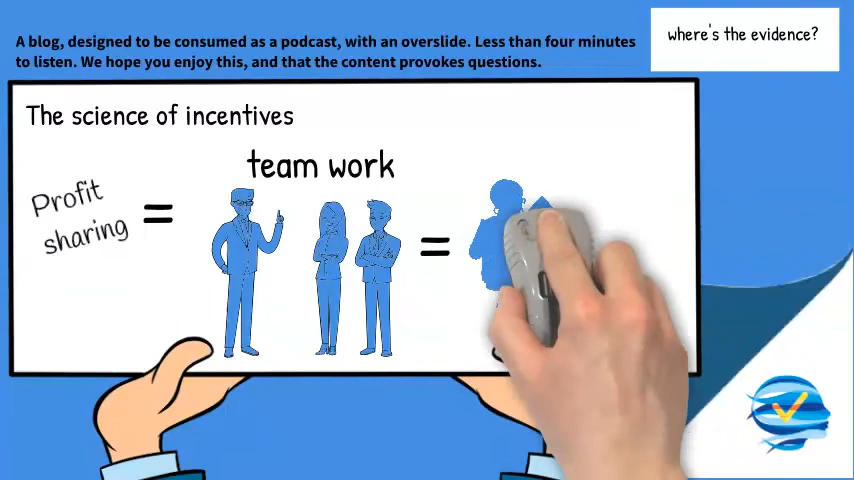 A blog, designed to be consumed as a podcast, with an overslide. Less than four minutes
to listen. We hope you enjoy this, and that the content provokes questions.
where's the evidence?
The science of incentives
team work
Profit
sharing
=
=